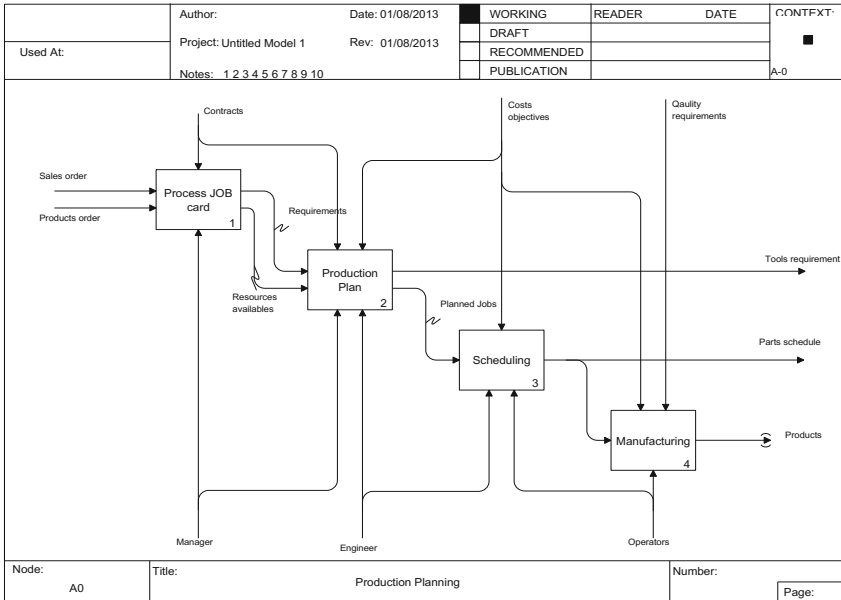 Used At:
Author:
Date: 01/08/2013
Project: Untitled Model 1
Rev: 01/08/2013
Notes: 1 2 3 4 5 6 7 8 9 10
WORKING
DRAFT
RECOMMENDED
PUBLICATION
READER
DATE
CONTEXT:
A-0
Contracts
Costs
objectives
Qaulity
requirements
Sales order
Products order
Process JOB
card
1
Requirements
Resources
availables
Production
Plan
2
Tools requirement
Planned Jobs
Scheduling
3
Parts schedule
Manufacturing
4
Products
Manager
Engineer
Operators
Node:
A0
Title:
Production Planning
Number:
Page: